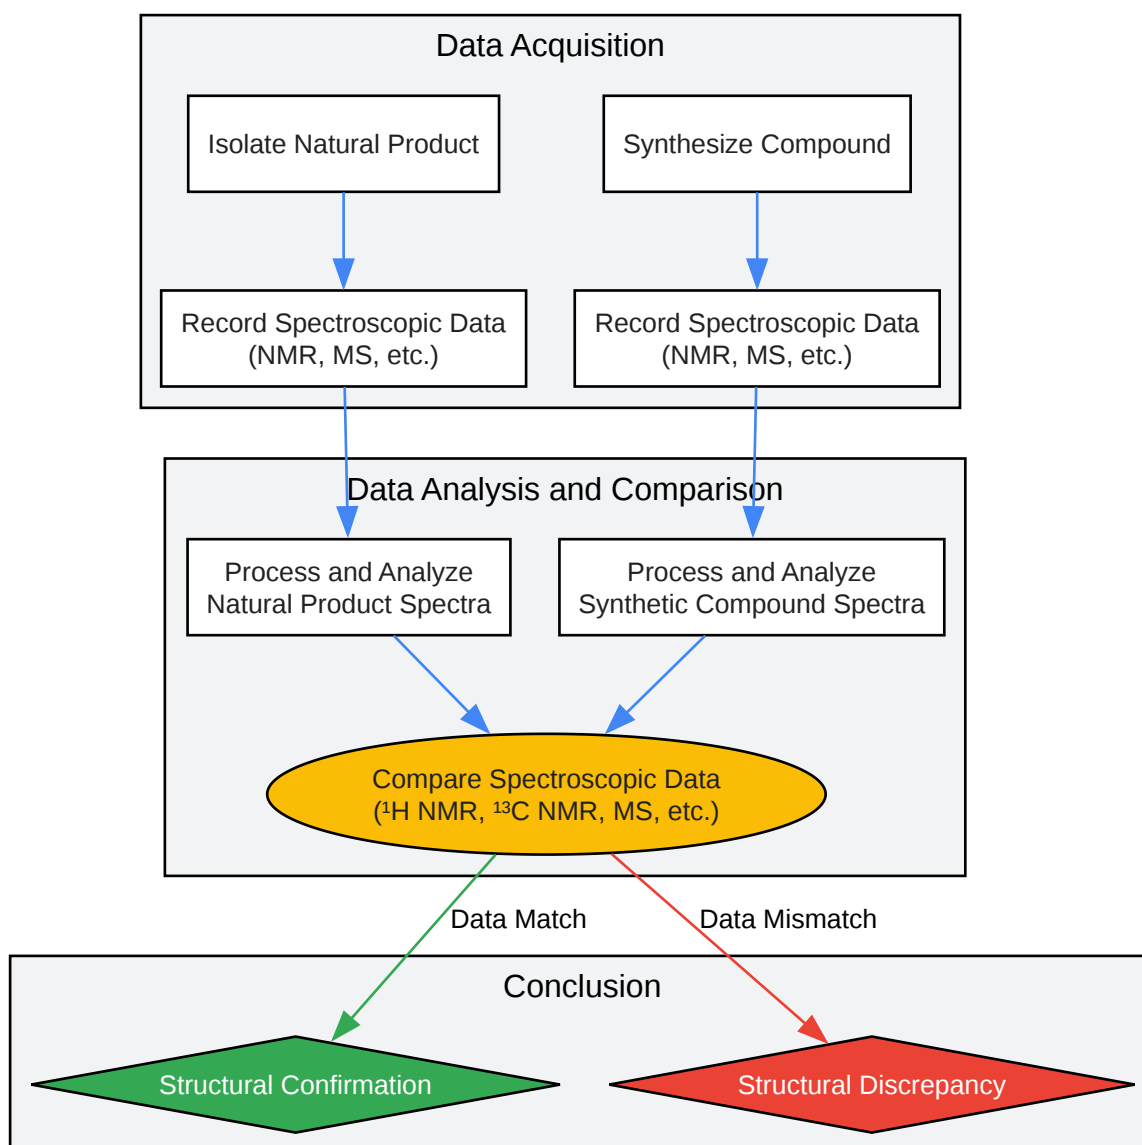 Data Acquisition
Isolate Natural Product
Synthesize Compound
Record Spectroscopic Data
(NMR, MS, etc.)
Record Spectroscopic Data
(NMR, MS, etc.)
Data Analysis and Comparison
Process and Analyze
Natural Product Spectra
Process and Analyze
Synthetic Compound Spectra
Compare Spectroscopic Data
(¹H NMR, ¹³C NMR, MS, etc.)
Data Match
Data Mismatch
Conclusion
Structural Confirmation
Structural Discrepancy